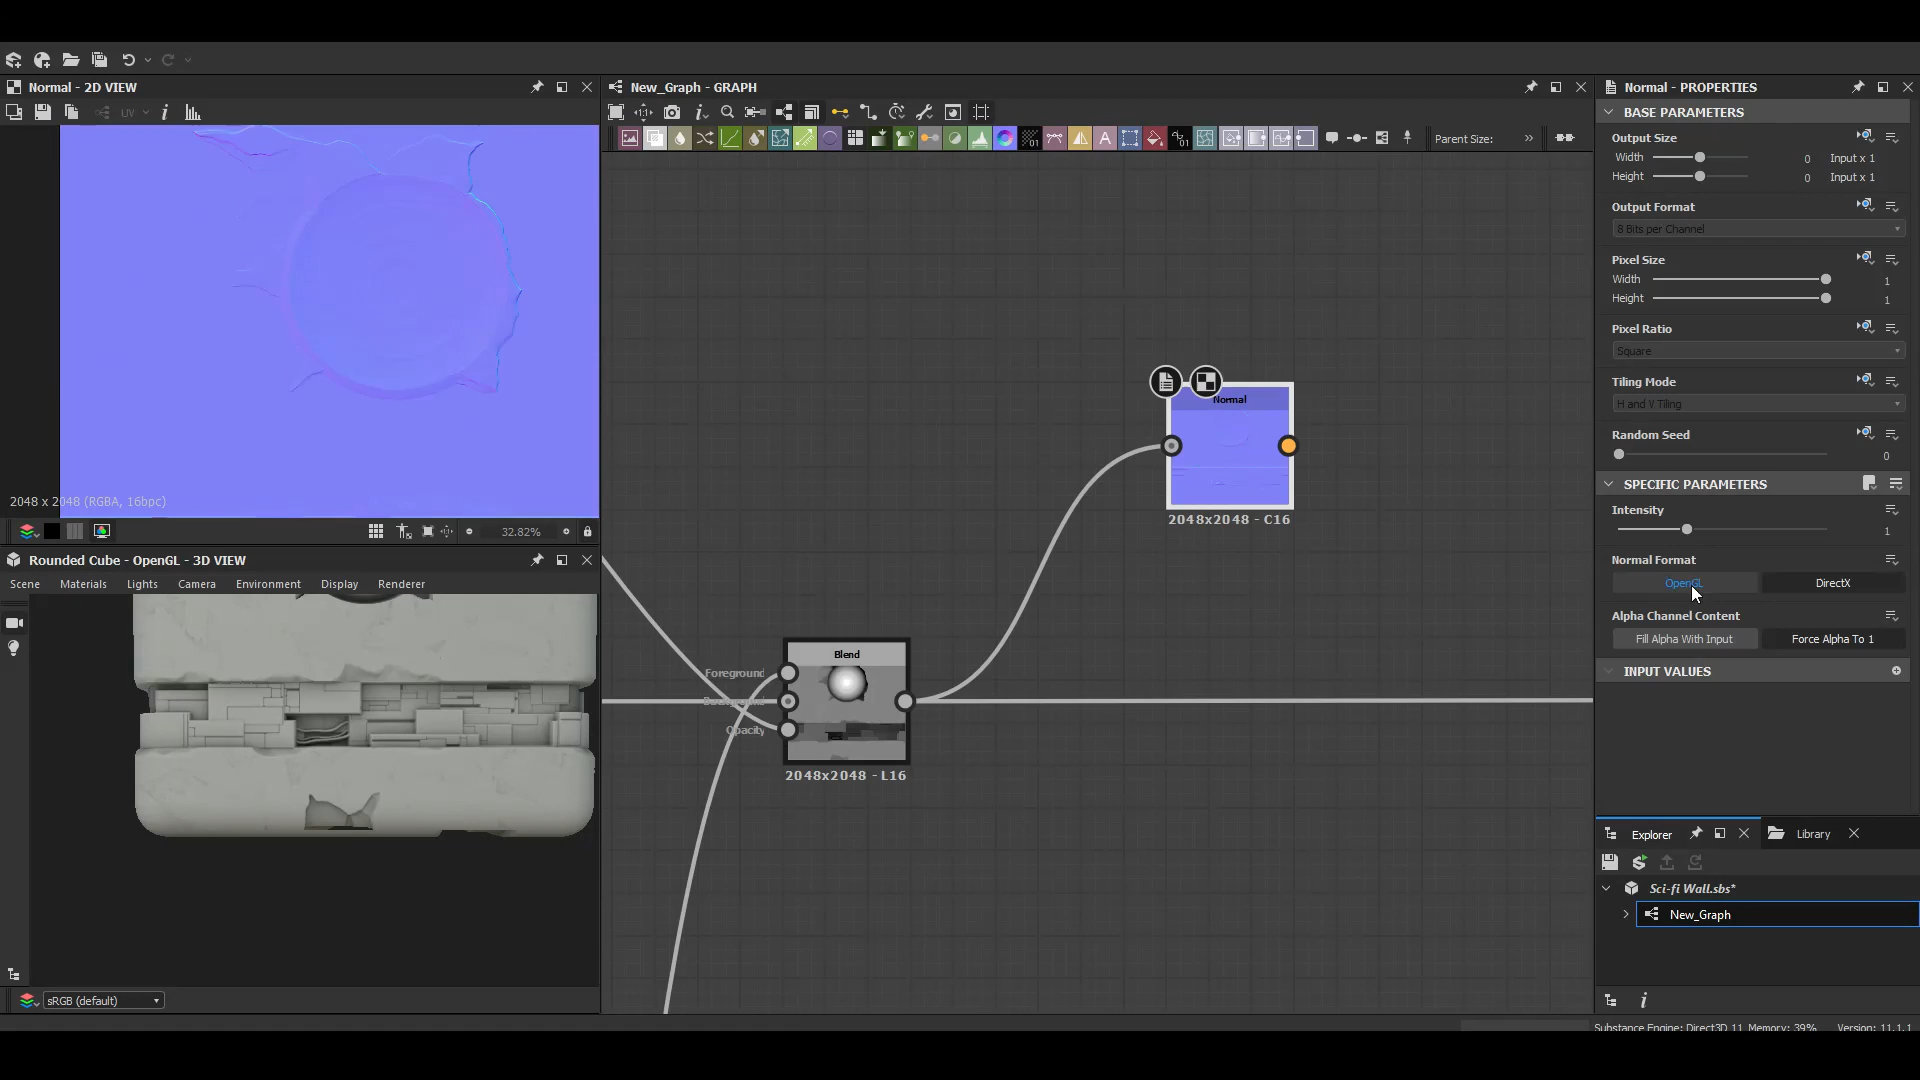 Normal - 2D VIEW
New_Graph - GRAPH
Normal - PROPERTIES
UV
Parent Size:
2048 x 2048 (RGBA, 16bpc)
32.82%
Rounded Cube - OpenGL - 3D VIEW
Scene Materials Lights Camera Environment Display Renderer
sRGB (default)
Normal
2048x2048 - C16
Foreground
Background
Opacity
Blend
2048x2048 - L16
BASE PARAMETERS
Output Size
Width 0 Input x 1
Height 0 Input x 1
Output Format
8 Bits per Channel
Pixel Size
Width 1
Height 1
Pixel Ratio
Square
Tiling Mode
H and V Tiling
Random Seed
0
SPECIFIC PARAMETERS
Intensity
1
Normal Format
OpenGL DirectX
Alpha Channel Content
Fill Alpha With Input Force Alpha To 1
INPUT VALUES
Explorer Library
Sci-fi Wall.sbs*
New_Graph
Substance Engine: Direct3D 11 Memory: 39% Version: 11.1.1